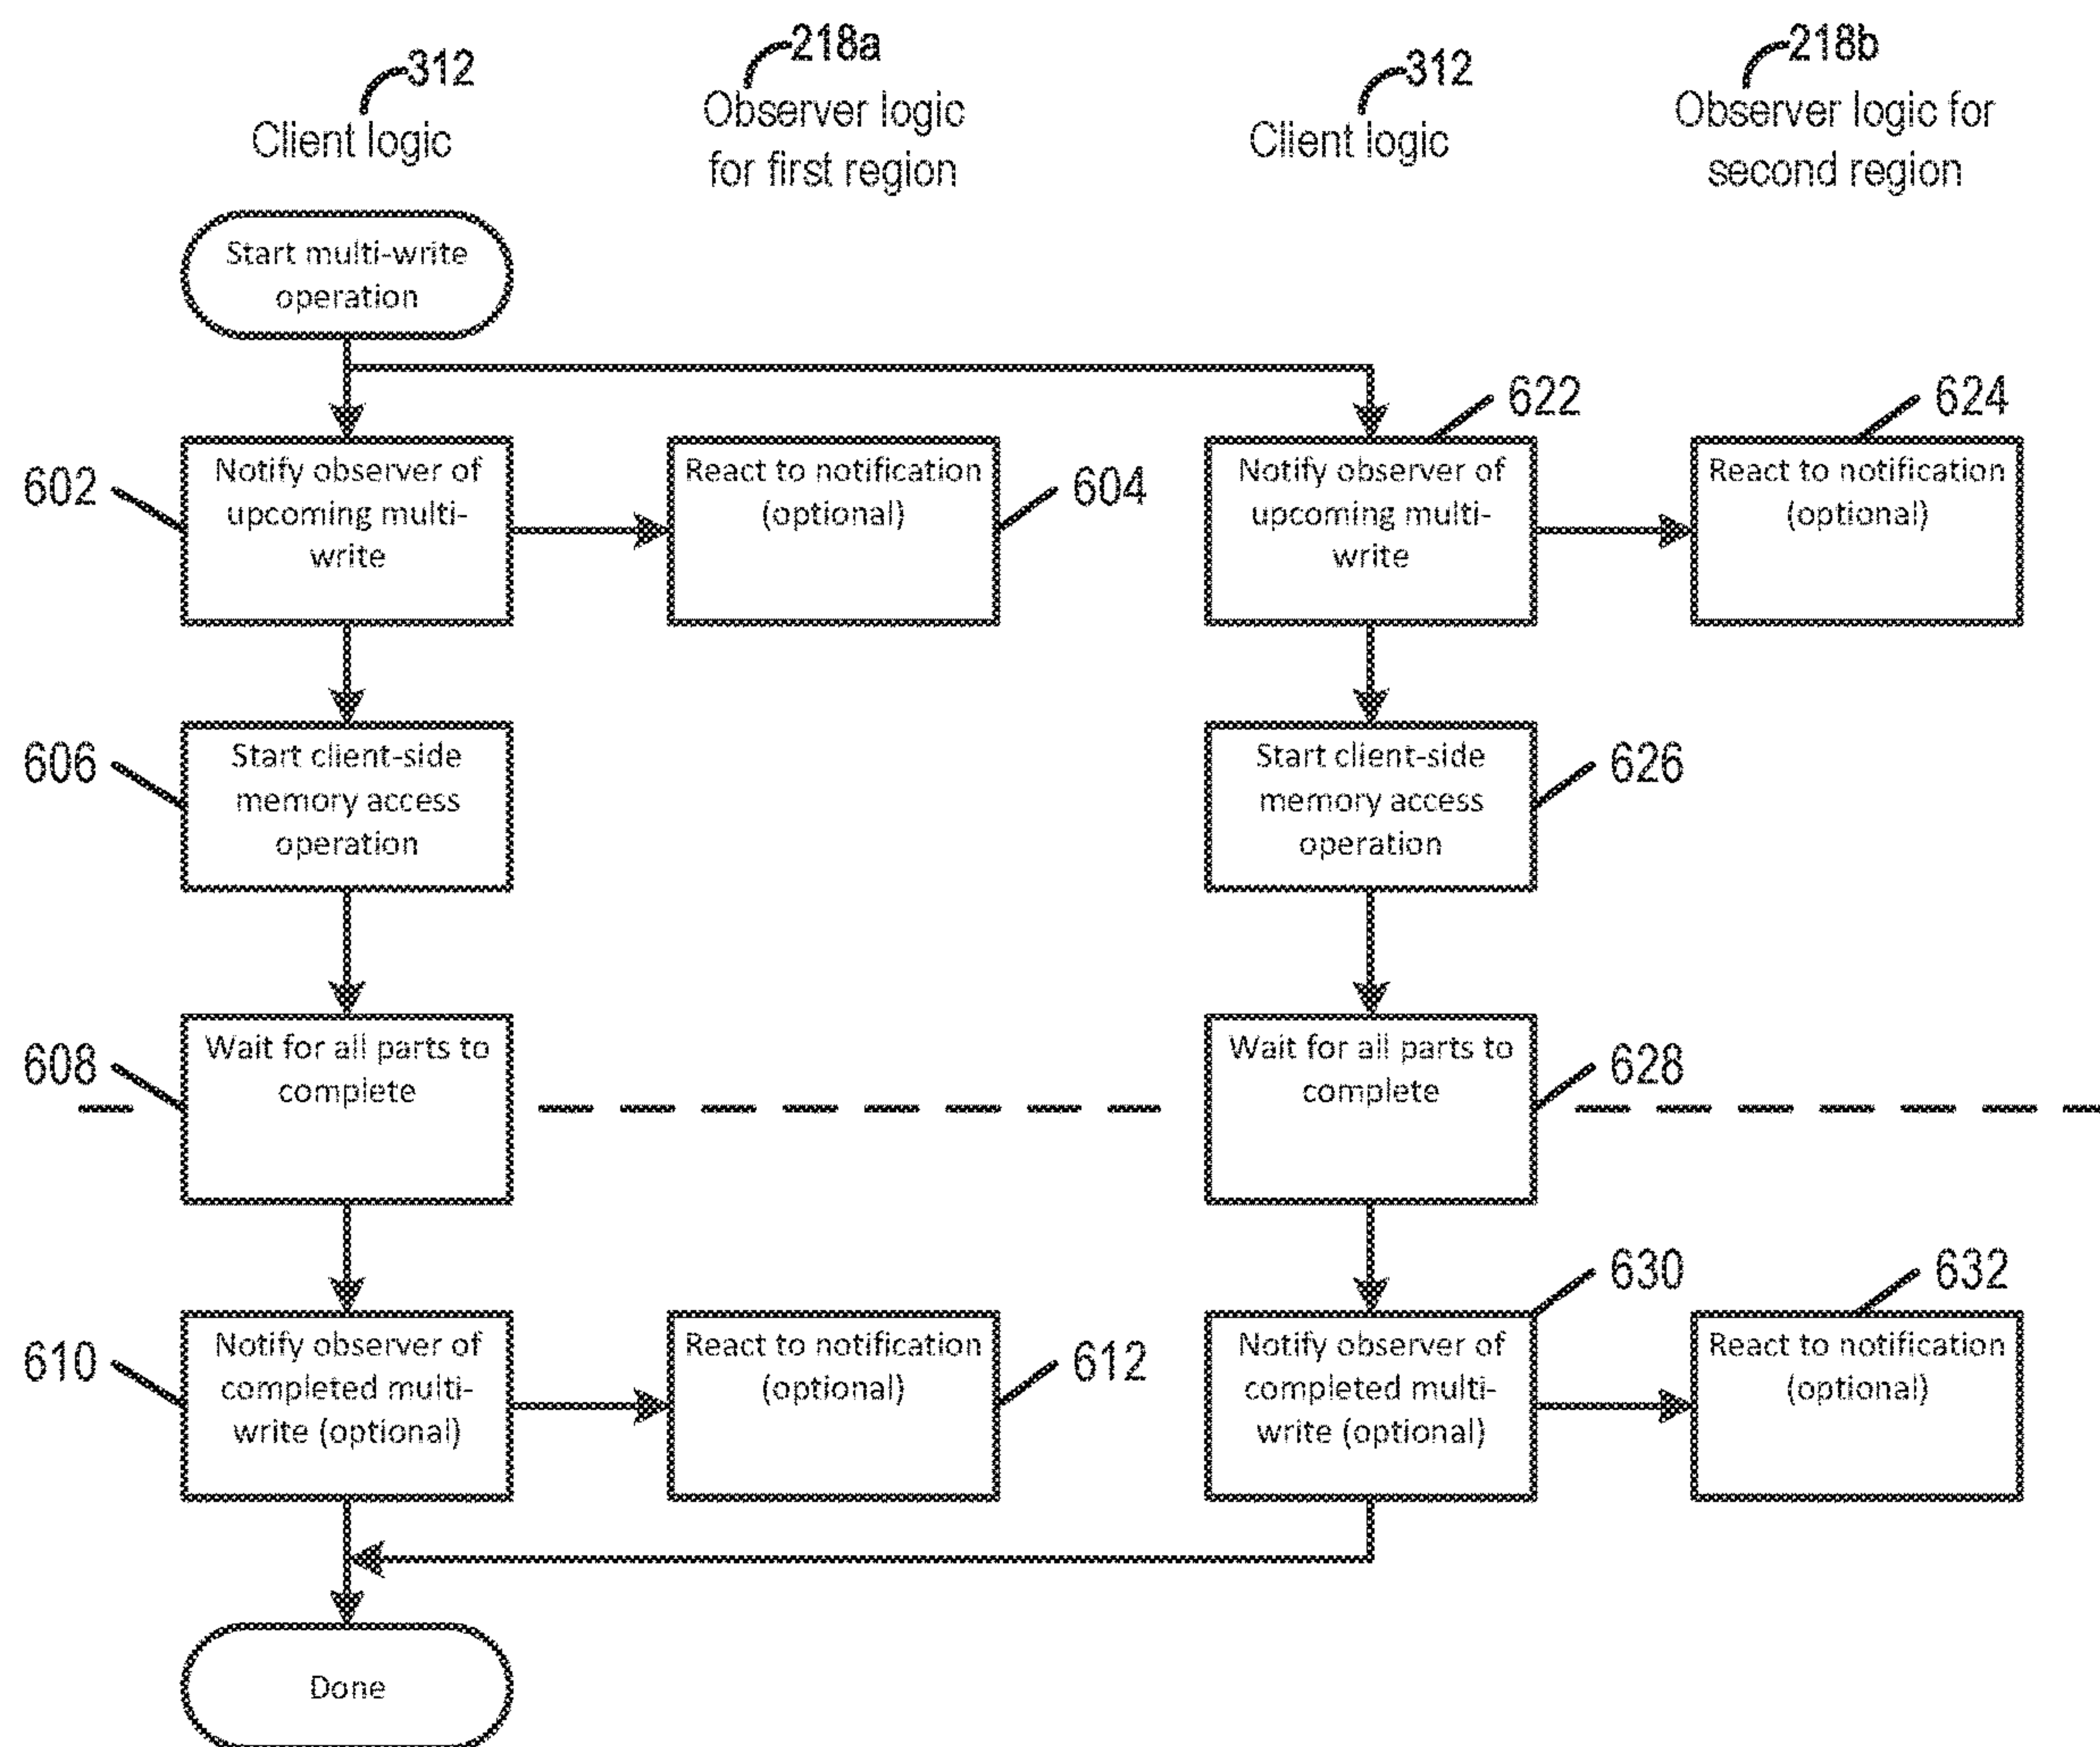 312
Client logic
218a
Observer logic
for first region
312
Client logic
218b
Observer logic for
second region
Start multi-write
operation
602
Notify observer of
upcoming multi-
write
React to notification
(optional)
604
622
Notify observer of
upcoming multi-
write
624
React to notification
(optional)
606
Start client-side
memory access
operation
Start client-side
memory access
operation
626
608
Wait for all parts to
complete
Wait for all parts to
complete
628
610
Notify observer of
completed multi-
write (optional)
React to notification
(optional)
612
630
Notify observer of
completed multi-
write (optional)
632
React to notification
(optional)
Done